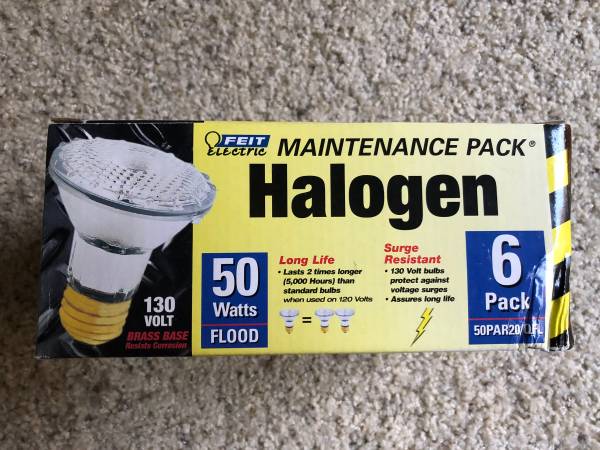 FEIT
Electric
MAINTENANCE PACK®
Halogen
130
VOLT
BRASS BASE
Resists Corrosion
50
Watts
FLOOD
Long Life
• Lasts 2 times longer
(5,000 Hours) than
standard bulbs
when used on 120 Volts
=
Surge
Resistant
• 130 Volt bulbs
protect against
voltage surges
• Assures long life
6
Pack
50PAR20/QFL